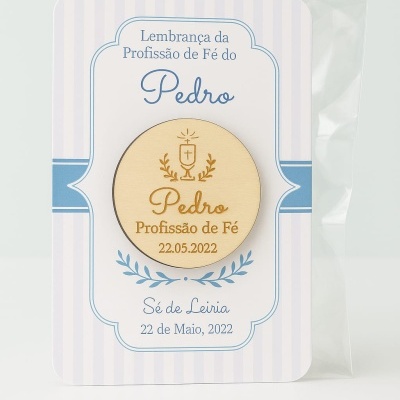 Lembrança da
Profissão de Fé do
Pedro
Pedro
Profissão de Fé
22.05.2022
Sé de Leiria
22 de Maio, 2022